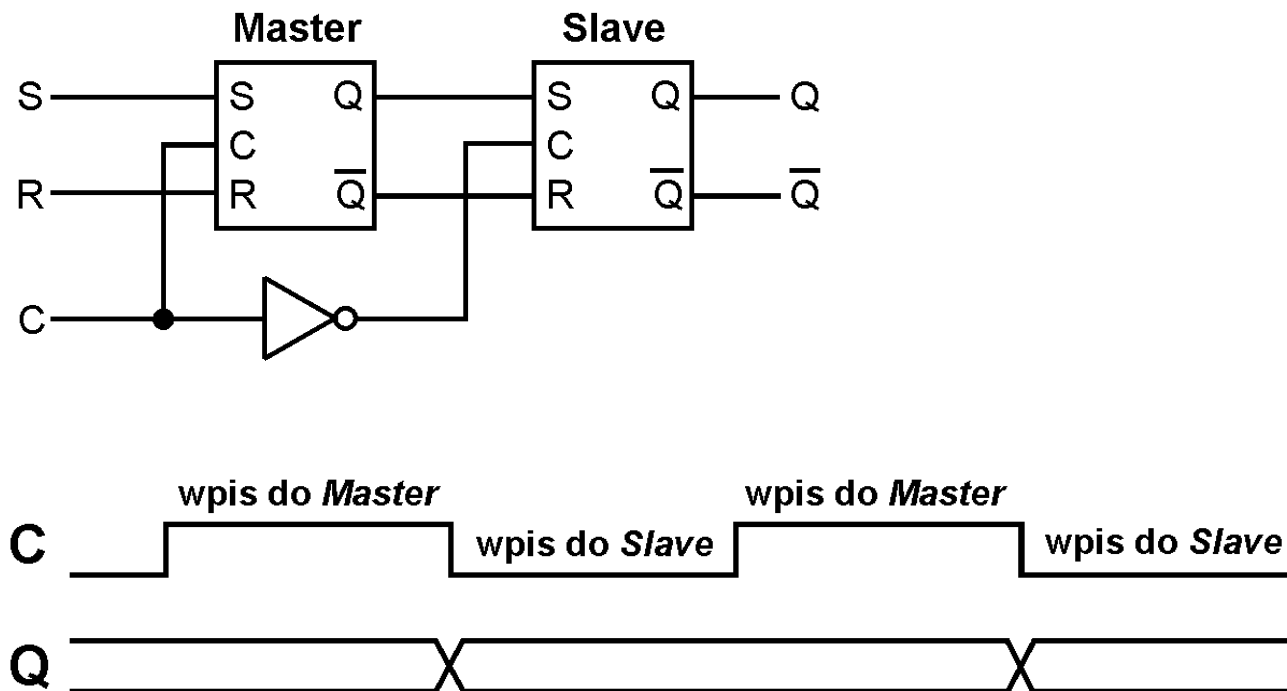 Master Slave
S S Q S Q Q
C C
R R Q̅ R Q̅ Q̅
C
wpis do Master wpis do Master
C wpis do Slave wpis do Slave
Q